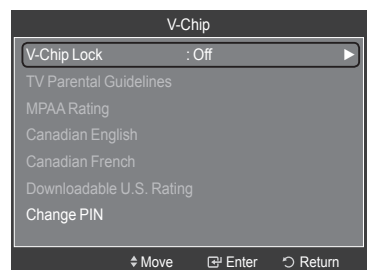 V-Chip
V-Chip Lock : Off ►
TV Parental Guidelines
MPAA Rating
Canadian English
Canadian French
Downloadable U.S. Rating
Change PIN
Move Enter Return